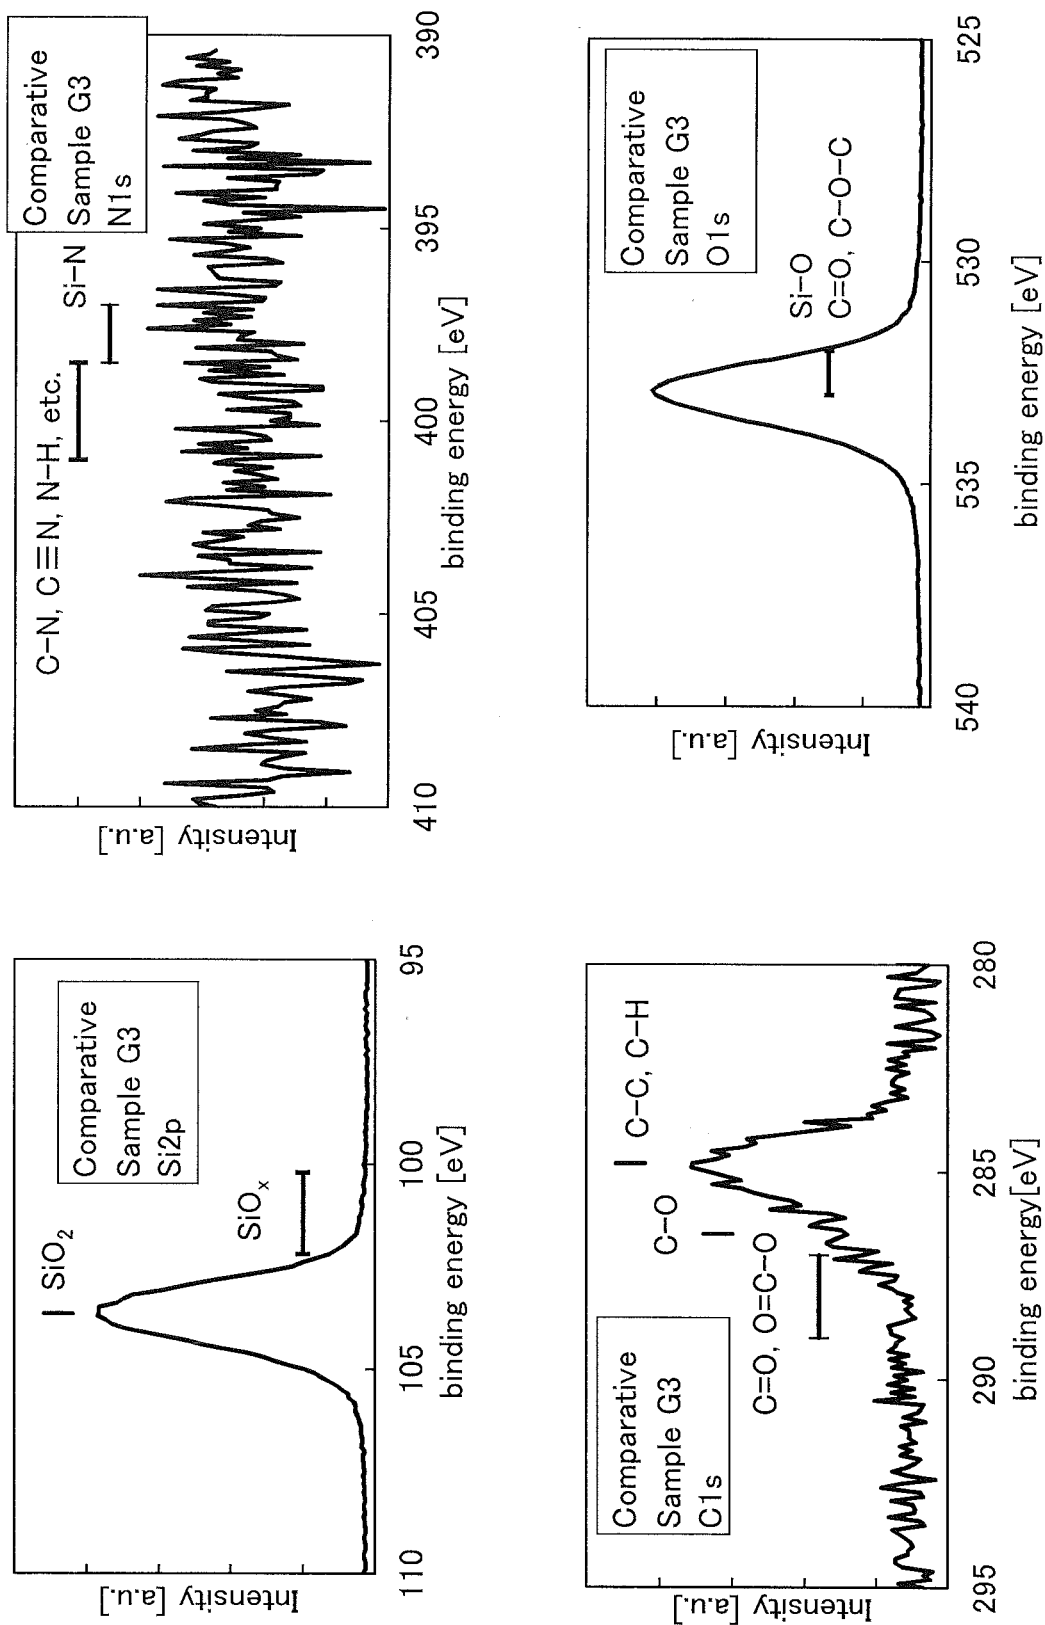 Comparative
Sample G3
Si2p
SiO2
SiOx
Intensity [a.u.]
110
105
100
95
binding energy [eV]
Comparative
Sample G3
N1s
C-N, C≡N, N-H, etc.
Si-N
Intensity [a.u.]
410
405
400
395
390
binding energy [eV]
Comparative
Sample G3
C1s
C-C, C-H
C-O
C=O, O=C-O
Intensity [a.u.]
295
290
285
280
binding energy[eV]
Comparative
Sample G3
O1s
Si-O
C=O, C-O-C
Intensity [a.u.]
540
535
530
525
binding energy [eV]